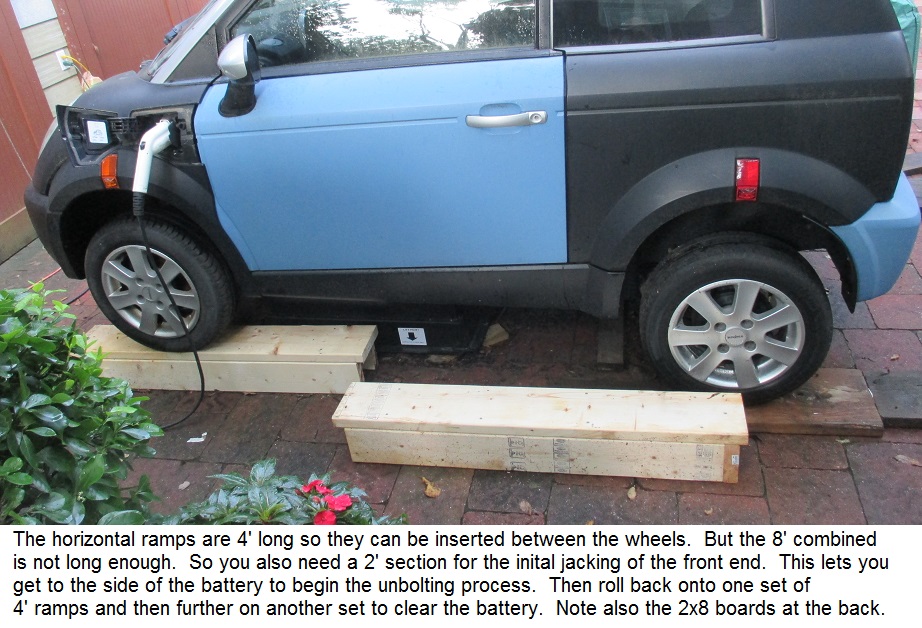 The horizontal ramps are 4' long so they can be inserted between the wheels.  But the 8' combined
is not long enough.  So you also need a 2' section for the inital jacking of the front end.  This lets you
get to the side of the battery to begin the unbolting process.  Then roll back onto one set of
4' ramps and then further on another set to clear the battery.  Note also the 2x8 boards at the back.